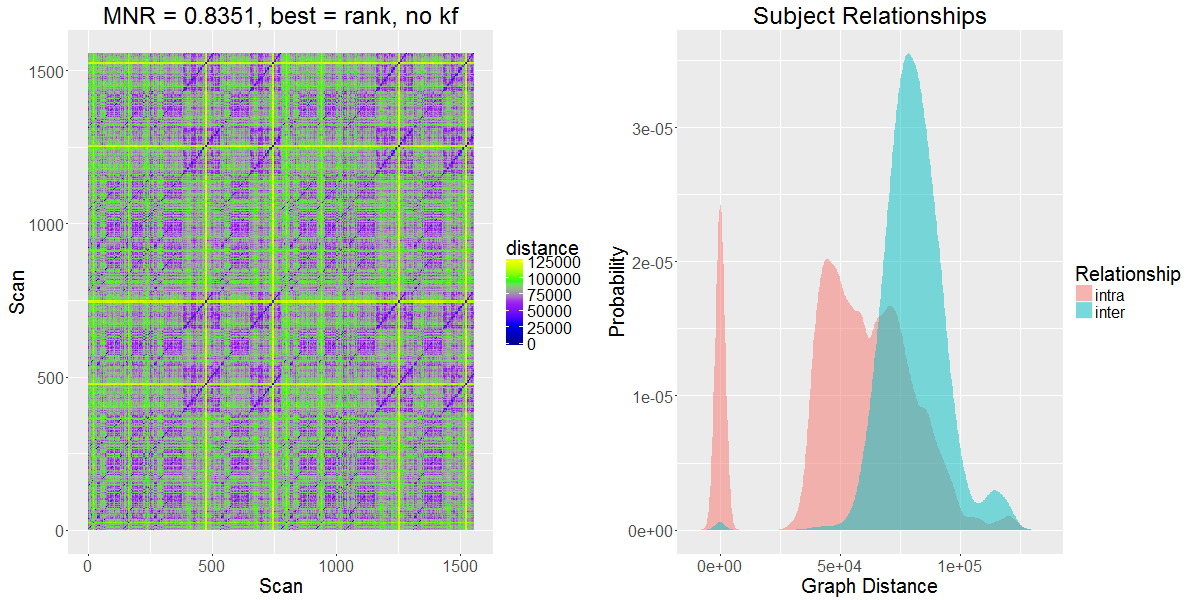 MNR = 0.8351, best = rank, no kf
Scan
1500
1000
500
0
0
500
1000
1500
Scan
distance
125000
100000
75000
50000
25000
0
Subject Relationships
Probability
3e-05
2e-05
1e-05
0e+00
0e+00
5e+04
1e+05
Graph Distance
Relationship
intra
inter